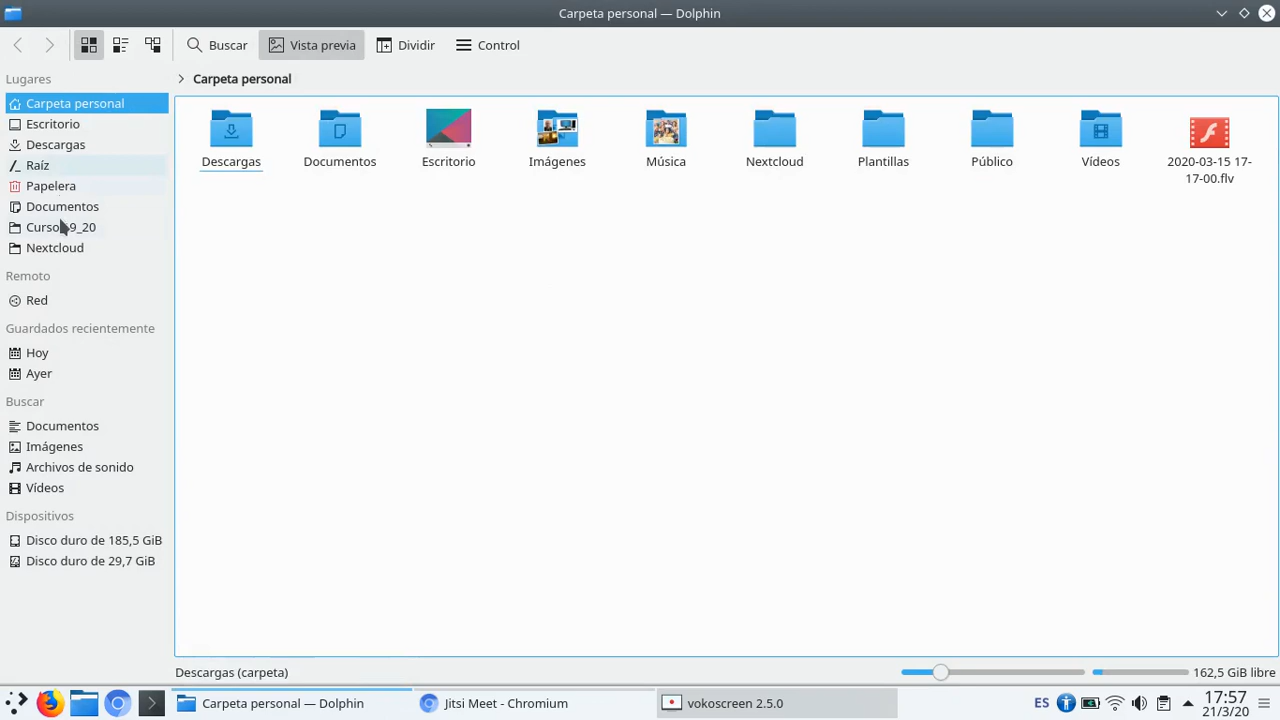 Carpeta personal — Dolphin
Buscar
Vista previa
Dividir
Control
Lugares
Carpeta personal
Escritorio
Descargas
Raíz
Papelera
Documentos
9_20
Nextcloud
Remoto
Red
Guardados recientemente
Hoy
Ayer
Buscar
Documentos
Imágenes
Archivos de sonido
Vídeos
Dispositivos
Disco duro de 185,5 GiB
Disco duro de 29,7 GiB
Carpeta personal
Descargas
Documentos
Escritorio
Imágenes
Música
Nextcloud
Plantillas
Público
Vídeos
2020-03-15 17-
17-00.flv
Descargas (carpeta)
162,5 GiB libre
Carpeta personal — Dolphin
Jitsi Meet - Chromium
vokoscreen 2.5.0
ES
17:57
21/3/20